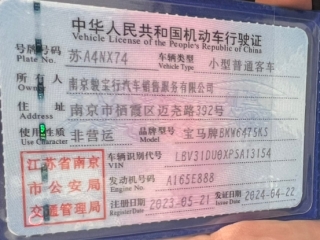 中华人民共和国机动车行驶证
Vehicle License of the People's Republic of China
号牌号码 苏A4NX74 车辆类型 小型普通客车
Plate No. Vehicle Type
所有人 南京骏宝行汽车销售服务有限公司
Owner
住址 南京市栖霞区迈尧路392号
Address
使用性质 非营运 品牌型号 宝马牌BMW6475KS
Use Character Model
江苏省南京
市公安局
交通管理局
车辆识别代号 LBV31DU0XPSA13154
VIN
发动机号码 A165E888
Engine No.
注册日期 2023-05-21 发证日期 2024-04-22
Register Date Issue Date